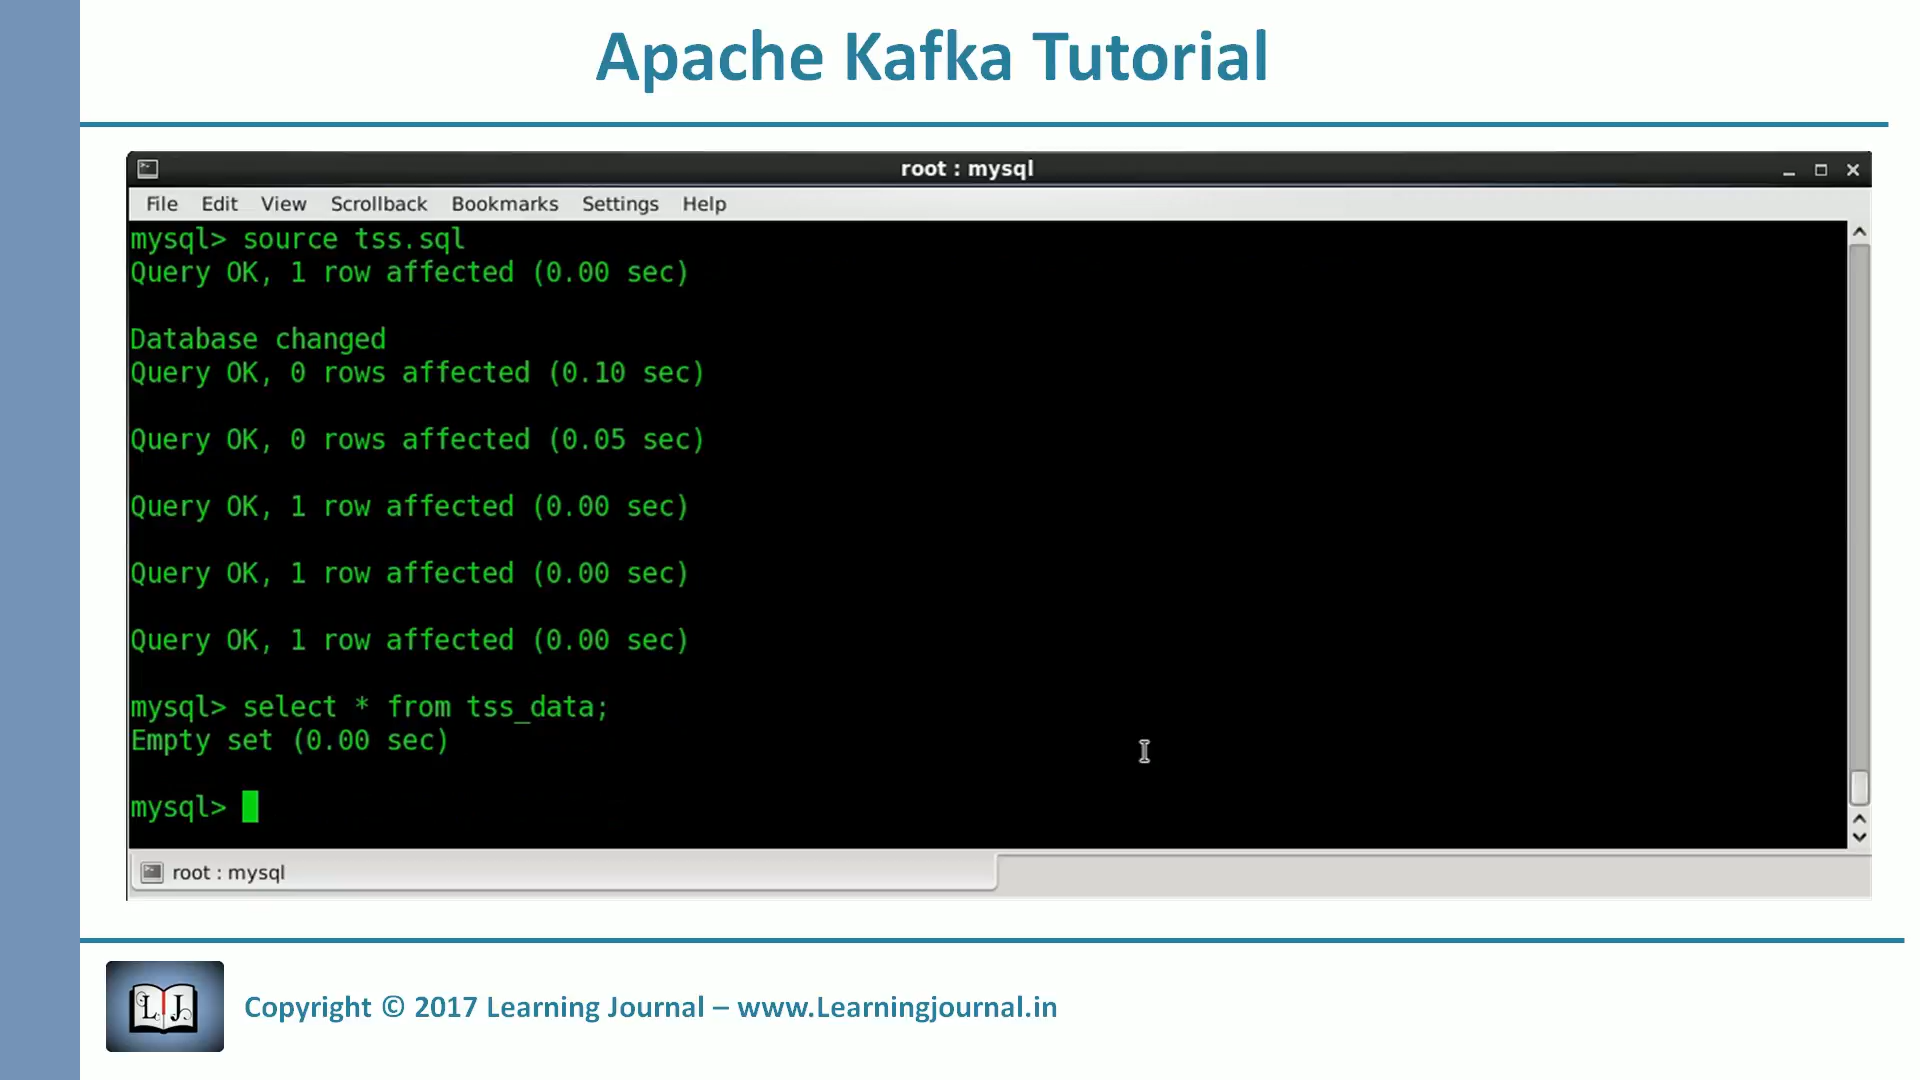 Apache Kafka Tutorial
root : mysql
File Edit View Scrollback Bookmarks Settings Help
mysql> source tss.sql
Query OK, 1 row affected (0.00 sec)
Database changed
Query OK, 0 rows affected (0.10 sec)
Query OK, 0 rows affected (0.05 sec)
Query OK, 1 row affected (0.00 sec)
Query OK, 1 row affected (0.00 sec)
Query OK, 1 row affected (0.00 sec)
mysql> select * from tss_data;
Empty set (0.00 sec)
mysql>
root : mysql
LJ
Copyright © 2017 Learning Journal – www.Learningjournal.in